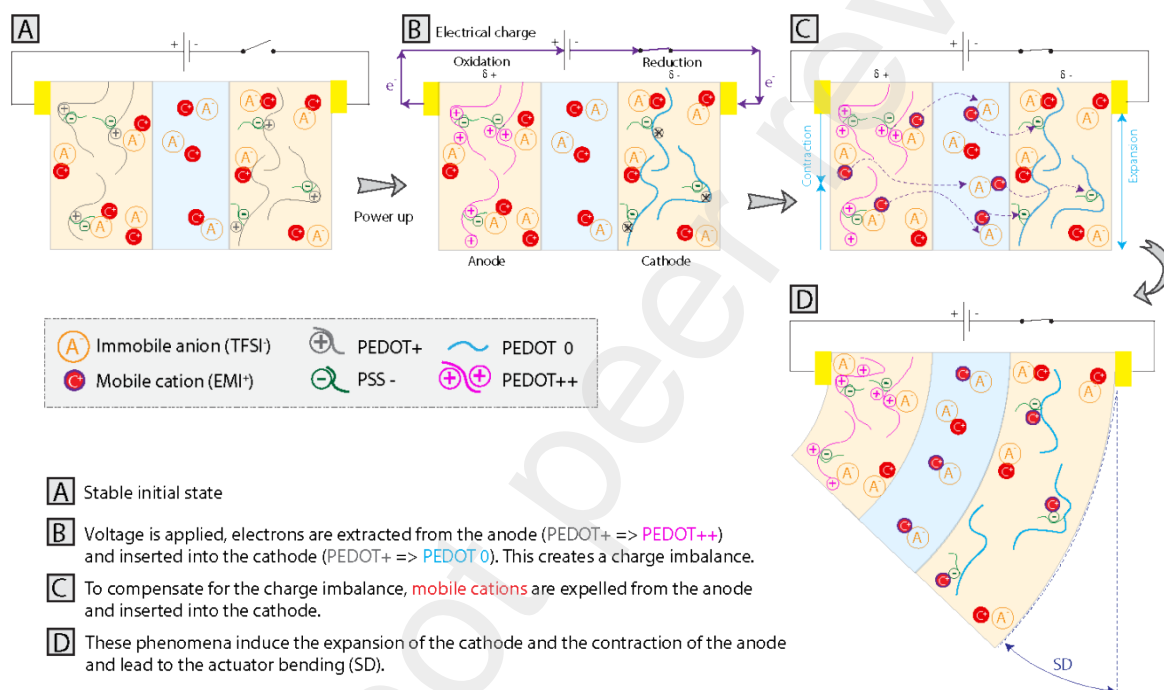 A
+ -
B
Electrical charge
+ -
Oxidation
Reduction
δ +
δ -
e-
e-
Anode
Cathode
Power up
C
+ -
δ +
δ -
Contraction
Expansion
D
+ -
SD
A- Immobile anion (TFSI-)
C+ Mobile cation (EMI+)
PEDOT+
PSS -
PEDOT 0
PEDOT++
A Stable initial state
B Voltage is applied, electrons are extracted from the anode (PEDOT+ => PEDOT++)
and inserted into the cathode (PEDOT+ => PEDOT 0). This creates a charge imbalance.
C To compensate for the charge imbalance, mobile cations are expelled from the anode
and inserted into the cathode.
D These phenomena induce the expansion of the cathode and the contraction of the anode
and lead to the actuator bending (SD).
not peer rev